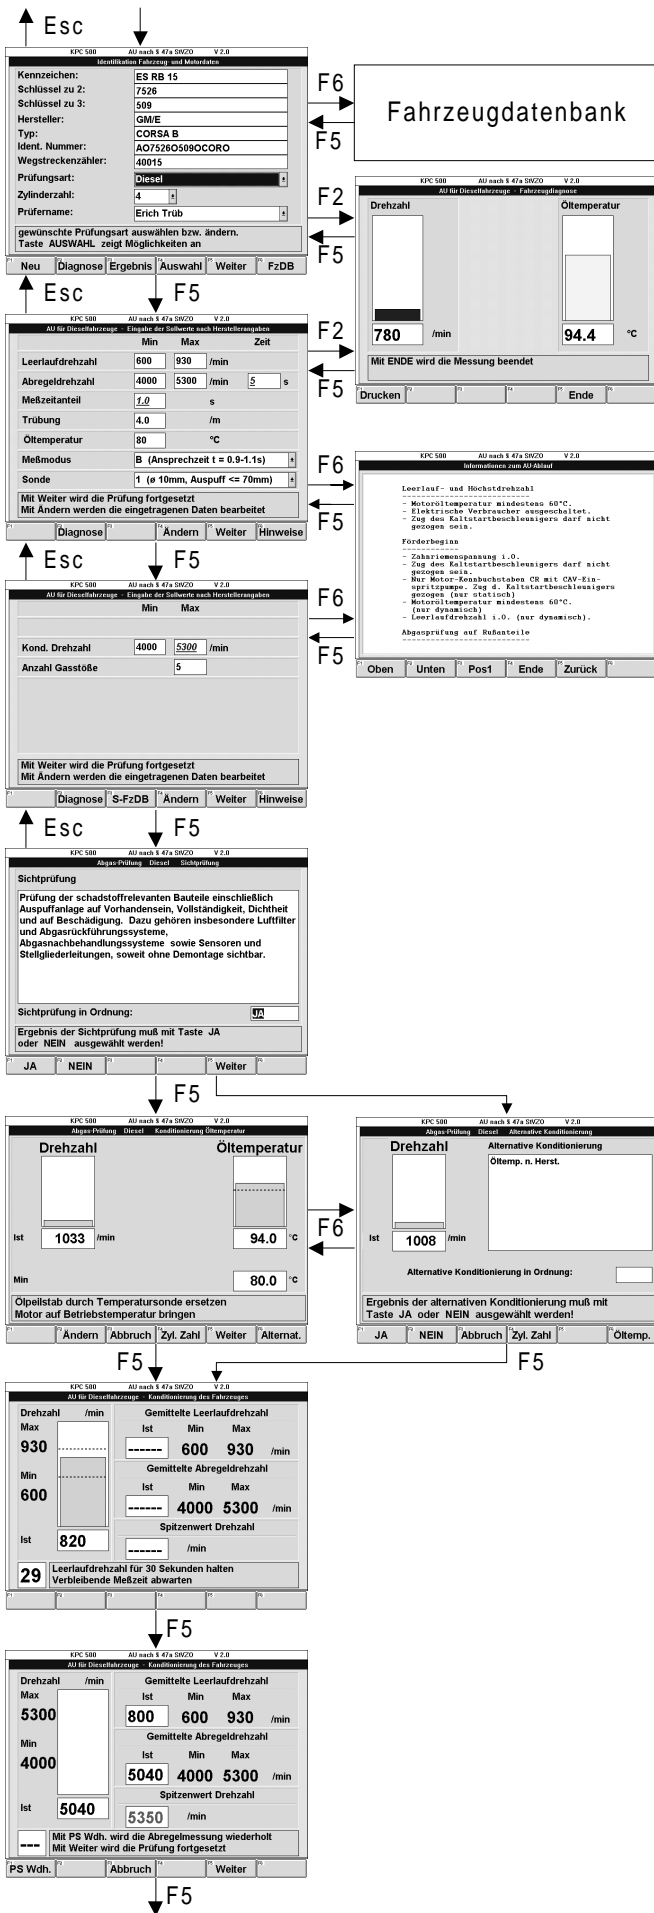 Esc
KPC 500 AU nach § 47a StVZO V 2.0
Identifikation Fahrzeug- und Motordaten
Kennzeichen: ES RB 15
Schlüssel zu 2: 7526
Schlüssel zu 3: 509
Hersteller: GM/E
Typ: CORSA B
Ident. Nummer: AO7526O509OCORO
Wegstreckenzähler: 40015
Prüfungsart: Diesel
Zylinderzahl: 4
Prüfername: Erich Trüb
gewünschte Prüfungsart auswählen bzw. ändern.
Taste AUSWAHL zeigt Möglichkeiten an
Neu Diagnose Ergebnis Auswahl Weiter FzDB
F6
F5
Fahrzeugdatenbank
F2
F5
KPC 500 AU nach § 47a StVZO V 2.0
AU für Dieselfahrzeuge - Fahrzeugdiagnose
Drehzahl Öltemperatur
780 /min 94.4 °C
Mit ENDE wird die Messung beendet
Drucken Ende
Esc F5
KPC 500 AU nach § 47a StVZO V 2.0
AU für Dieselfahrzeuge - Eingabe der Sollwerte nach Herstellerangaben
Min Max Zeit
Leerlaufdrehzahl 600 930 /min
Abregeldrehzahl 4000 5300 /min 5 s
Meßzeitanteil 1.0 s
Trübung 4.0 /m
Öltemperatur 80 °C
Meßmodus B (Ansprechzeit t = 0.9-1.1s)
Sonde 1 (ø 10mm, Auspuff <= 70mm)
Mit Weiter wird die Prüfung fortgesetzt
Mit Ändern werden die eingetragenen Daten bearbeitet
Diagnose Ändern Weiter Hinweise
F2
F5
F6
F5
KPC 500 AU nach § 47a StVZO V 2.0
Informationen zum AU-Ablauf
Leerlauf- und Höchstdrehzahl
----------------------------
- Motoröltemperatur mindestens 60°C.
- Elektrische Verbraucher ausgeschaltet.
- Zug des Kaltstartbeschleunigers darf nicht
gezogen sein.
Förderbeginn
------------
- Zahnriemenspannung i.O.
- Zug des Kaltstartbeschleunigers darf nicht
gezogen sein.
- Nur Motor-Kennbuchstaben CR mit CAV-Ein-
spritzpumpe. Zug d. Kaltstartbeschleunigers
gezogen (nur statisch)
- Motoröltemperatur mindestens 60°C.
(nur dynamisch)
- Leerlaufdrehzahl i.O. (nur dynamisch).
Abgasprüfung auf Rußanteile
---------------------------
Oben Unten Pos1 Ende Zurück
Esc F5
KPC 500 AU nach § 47a StVZO V 2.0
AU für Dieselfahrzeuge - Eingabe der Sollwerte nach Herstellerangaben
Min Max
Kond. Drehzahl 4000 5300 /min
Anzahl Gasstöße 5
Mit Weiter wird die Prüfung fortgesetzt
Mit Ändern werden die eingetragenen Daten bearbeitet
Diagnose S-FzDB Ändern Weiter Hinweise
F6
F5
Esc F5
KPC 500 AU nach § 47a StVZO V 2.0
Abgas-Prüfung Diesel Sichtprüfung
Sichtprüfung
Prüfung der schadstoffrelevanten Bauteile einschließlich
Auspuffanlage auf Vorhandensein, Vollständigkeit, Dichtheit
und auf Beschädigung. Dazu gehören insbesondere Luftfilter
und Abgasrückführungssysteme,
Abgasnachbehandlungssysteme sowie Sensoren und
Stellgliederleitungen, soweit ohne Demontage sichtbar.
Sichtprüfung in Ordnung: JA
Ergebnis der Sichtprüfung muß mit Taste JA
oder NEIN ausgewählt werden!
JA NEIN Weiter
F5
KPC 500 AU nach § 47a StVZO V 2.0
Abgas-Prüfung Diesel Konditionierung Öltemperatur
Drehzahl Öltemperatur
Ist 1033 /min 94.0 °C
Min 80.0 °C
Ölpeilstab durch Temperatursonde ersetzen
Motor auf Betriebstemperatur bringen
Ändern Abbruch Zyl. Zahl Weiter Alternat.
F6
KPC 500 AU nach § 47a StVZO V 2.0
Abgas-Prüfung Diesel Alternative Konditionierung
Drehzahl Alternative Konditionierung
Öltemp. n. Herst.
Ist 1008 /min
Alternative Konditionierung in Ordnung:
Ergebnis der alternativen Konditionierung muß mit
Taste JA oder NEIN ausgewählt werden!
JA NEIN Abbruch Zyl. Zahl Öltemp.
F5 F5
KPC 500 AU nach § 47a StVZO V 2.0
AU für Dieselfahrzeuge - Konditionierung des Fahrzeuges
Drehzahl /min Gemittelte Leerlaufdrehzahl
Max Ist Min Max
930 ------ 600 930 /min
Gemittelte Abregeldrehzahl
Min Ist Min Max
600 ------ 4000 5300 /min
Spitzenwert Drehzahl
Ist 820 ------ /min
29 Leerlaufdrehzahl für 30 Sekunden halten
Verbleibende Meßzeit abwarten
F5
KPC 500 AU nach § 47a StVZO V 2.0
AU für Dieselfahrzeuge - Konditionierung des Fahrzeuges
Drehzahl /min Gemittelte Leerlaufdrehzahl
Max Ist Min Max
5300 800 600 930 /min
Gemittelte Abregeldrehzahl
Min Ist Min Max
4000 5040 4000 5300 /min
Spitzenwert Drehzahl
Ist 5040 5350 /min
--- Mit PS Wdh. wird die Abregelmessung wiederholt
Mit Weiter wird die Prüfung fortgesetzt
PS Wdh. Abbruch Weiter
F5